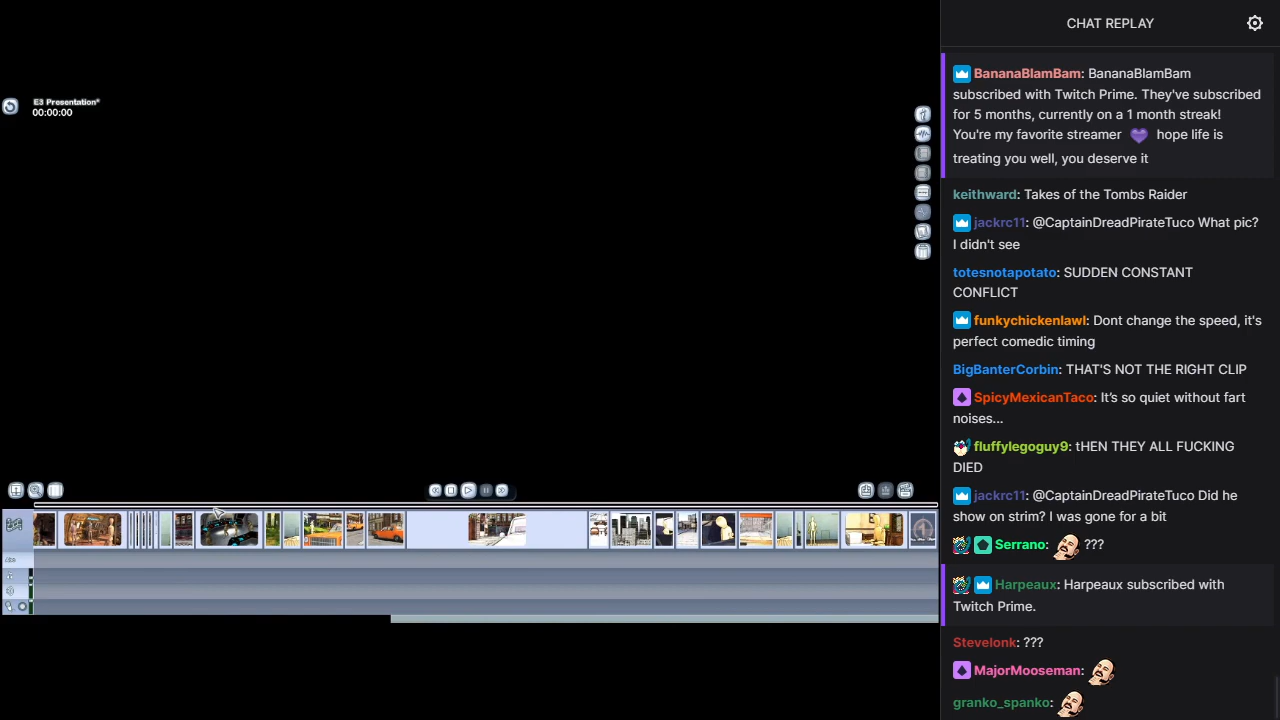 E3 Presentation*
00:00:00
CHAT REPLAY
BananaBlamBam: BananaBlamBam
subscribed with Twitch Prime. They've subscribed
for 5 months, currently on a 1 month streak!
You're my favorite streamer hope life is
treating you well, you deserve it
keithward: Takes of the Tombs Raider
jackrc11: @CaptainDreadPirateTuco What pic?
I didn't see
totesnotapotato: SUDDEN CONSTANT
CONFLICT
funkychickenlawl: Dont change the speed, it's
perfect comedic timing
BigBanterCorbin: THAT'S NOT THE RIGHT CLIP
SpicyMexicanTaco: It's so quiet without fart
noises...
fluffylegoguy9: tHEN THEY ALL FUCKING
DIED
jackrc11: @CaptainDreadPirateTuco Did he
show on strim? I was gone for a bit
Serrano: ???
Harpeaux: Harpeaux subscribed with
Twitch Prime.
Stevelonk: ???
MajorMooseman:
granko_spanko: